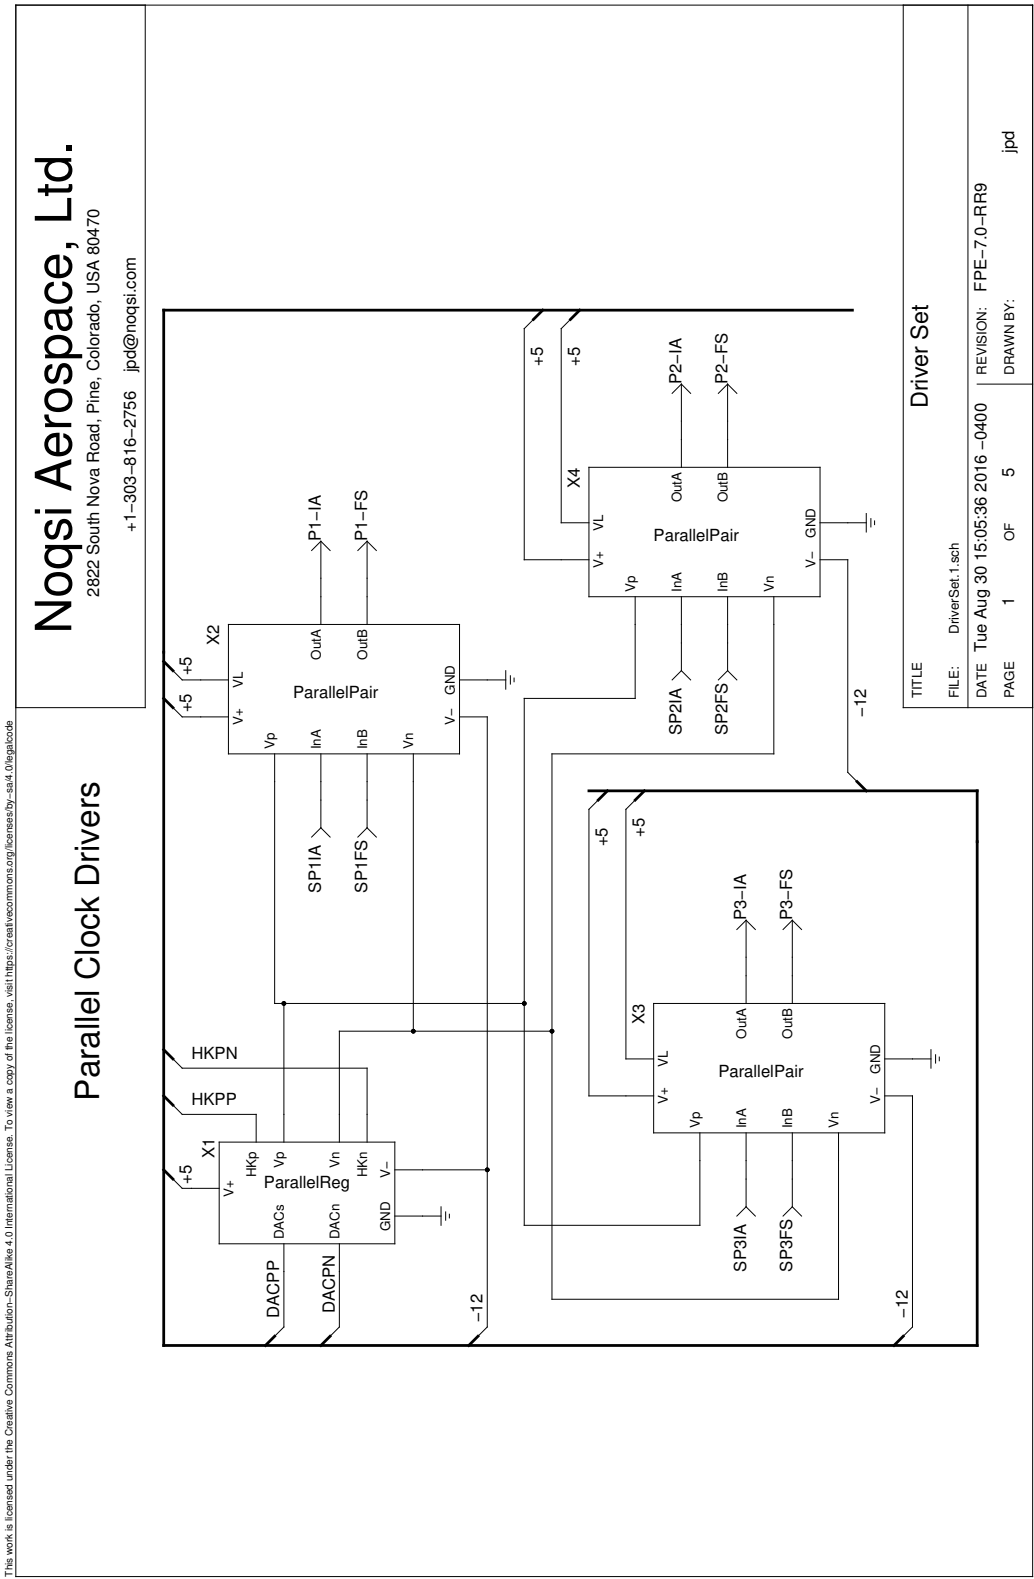 This work is licensed under the Creative Commons Attribution−ShareAlike 4.0 International License. To view a copy of the license, visit https://creativecommons.org/licenses/by−sa/4.0/legalcode
Noqsi Aerospace, Ltd.
2822 South Nova Road, Pine, Colorado, USA 80470
+1−303−816−2756 jpd@noqsi.com
Parallel Clock Drivers
+5
HKPP
HKPN
+5
+5
X1
V+
HKp
DACs
Vp
ParallelReg
DACn
Vn
HKn
GND
V−
DACPP
DACPN
−12
X2
V+
VL
Vp
OutA
P1−IA
SP1IA
InA
ParallelPair
SP1FS
InB
OutB
P1−FS
Vn
V−
GND
+5
+5
X4
V+
VL
Vp
OutA
P2−IA
SP2IA
InA
ParallelPair
SP2FS
InB
OutB
P2−FS
Vn
V−
GND
−12
+5
+5
X3
V+
VL
Vp
OutA
P3−IA
SP3IA
InA
ParallelPair
SP3FS
InB
OutB
P3−FS
Vn
V−
GND
−12
TITLE
Driver Set
FILE: DriverSet.1.sch
DATE Tue Aug 30 15:05:36 2016 −0400
REVISION: FPE−7.0−RR9
PAGE 1 OF 5
DRAWN BY: jpd